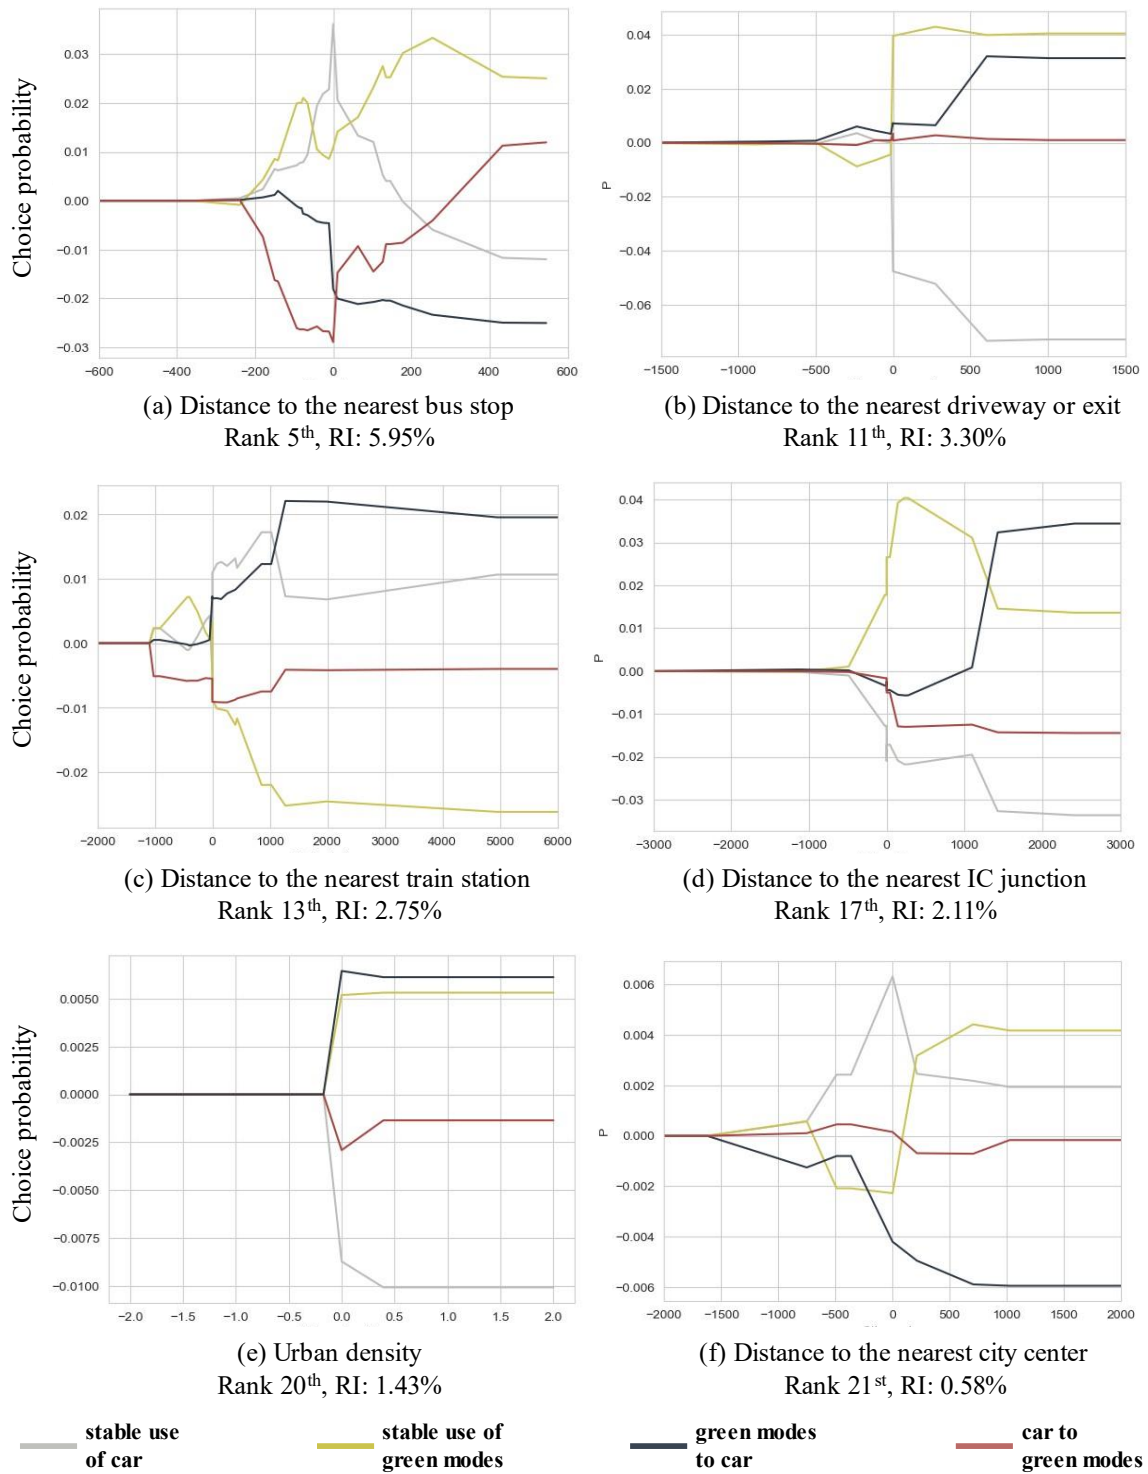 Choice probability
0.03
0.02
0.01
0.00
−0.01
−0.02
−0.03
−600 −400 −200 0 200 400 600
(a) Distance to the nearest bus stop
Rank 5th, RI: 5.95%
P
0.04
0.02
0.00
−0.02
−0.04
−0.06
−1500 −1000 −500 0 500 1000 1500
(b) Distance to the nearest driveway or exit
Rank 11th, RI: 3.30%
Choice probability
0.02
0.01
0.00
−0.01
−0.02
−2000 −1000 0 1000 2000 3000 4000 5000 6000
(c) Distance to the nearest train station
Rank 13th, RI: 2.75%
P
0.04
0.03
0.02
0.01
0.00
−0.01
−0.02
−0.03
−3000 −2000 −1000 0 1000 2000 3000
(d) Distance to the nearest IC junction
Rank 17th, RI: 2.11%
Choice probability
0.0050
0.0025
0.0000
−0.0025
−0.0050
−0.0075
−0.0100
−2.0 −1.5 −1.0 −0.5 0.0 0.5 1.0 1.5 2.0
(e) Urban density
Rank 20th, RI: 1.43%
P
0.006
0.004
0.002
0.000
−0.002
−0.004
−0.006
−2000 −1500 −1000 −500 0 500 1000 1500 2000
(f) Distance to the nearest city center
Rank 21st, RI: 0.58%
stable use
of car
stable use of
green modes
green modes
to car
car to
green modes